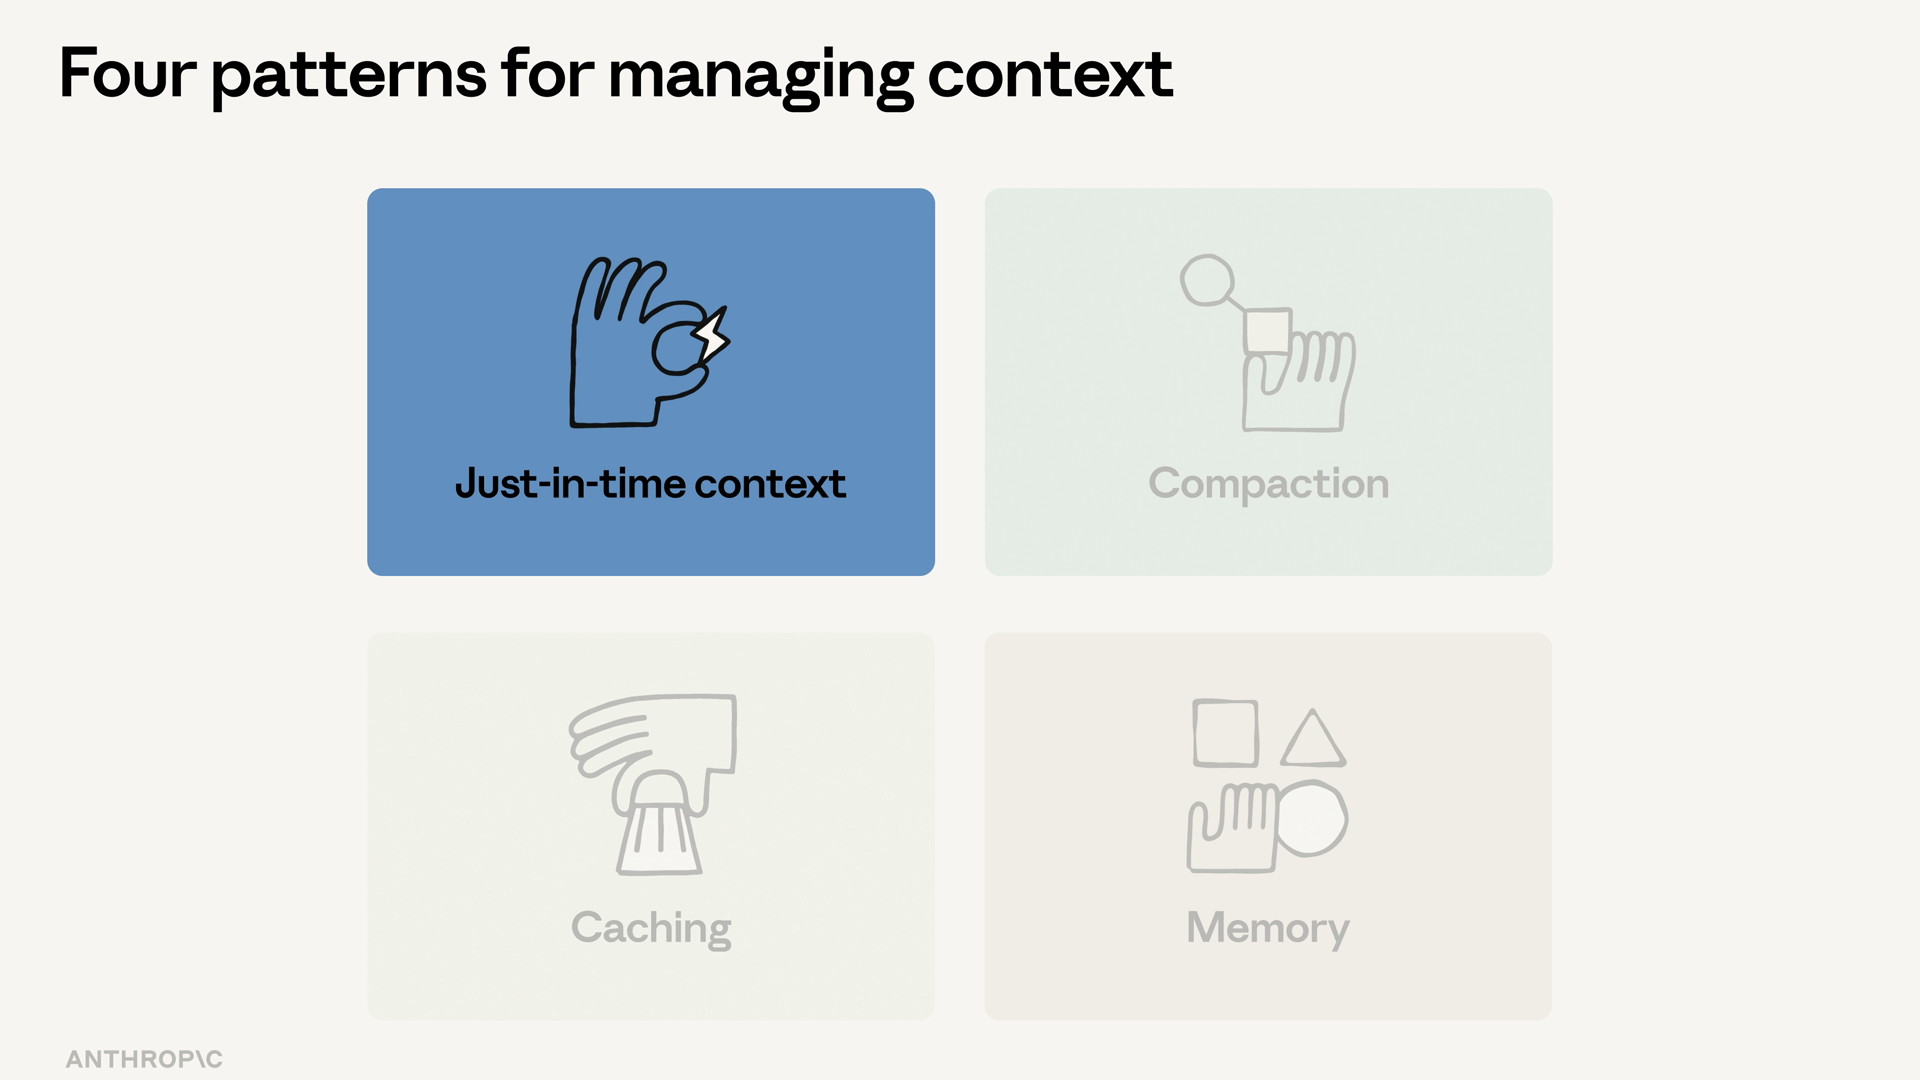 Four patterns for managing context
Just-in-time context
Compaction
Caching
Memory
ANTHROP\C